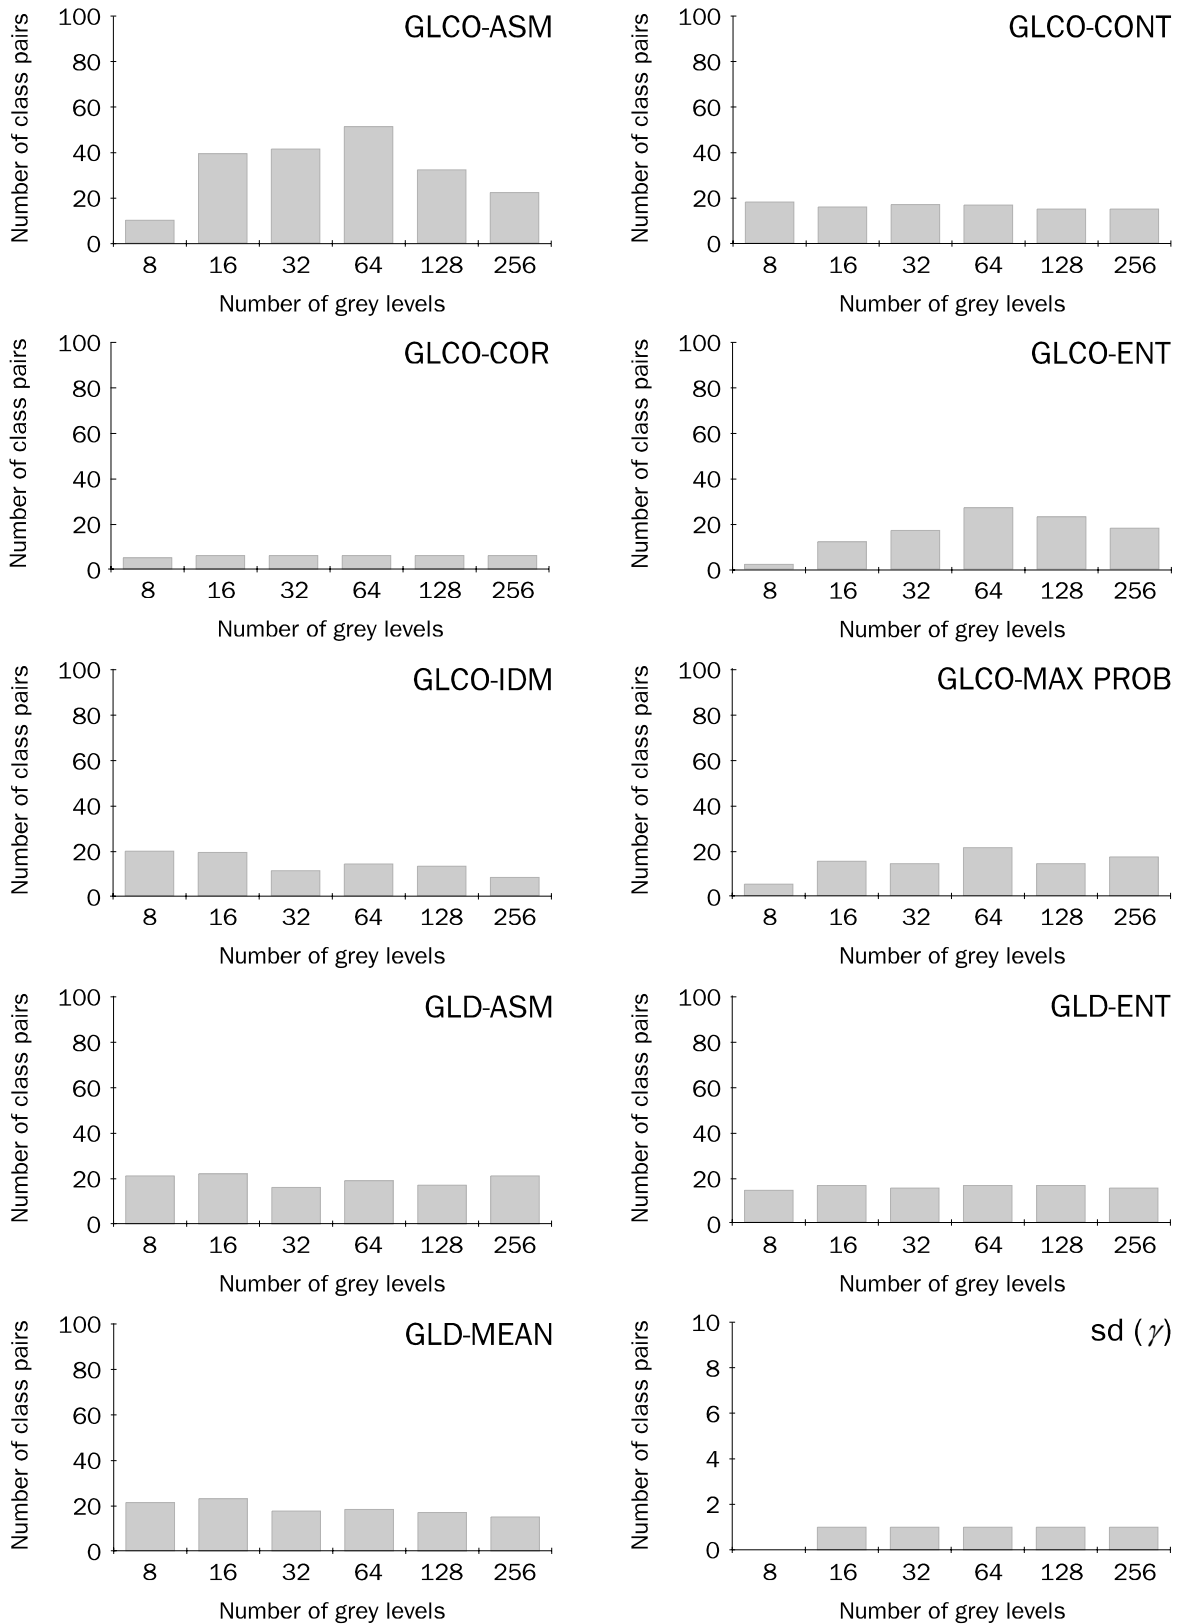 GLCO-ASM
Number of class pairs
100
80
60
40
20
0
8 16 32 64 128 256
Number of grey levels
GLCO-CONT
Number of class pairs
100
80
60
40
20
0
8 16 32 64 128 256
Number of grey levels
GLCO-COR
Number of class pairs
100
80
60
40
20
0
8 16 32 64 128 256
Number of grey levels
GLCO-ENT
Number of class pairs
100
80
60
40
20
0
8 16 32 64 128 256
Number of grey levels
GLCO-IDM
Number of class pairs
100
80
60
40
20
0
8 16 32 64 128 256
Number of grey levels
GLCO-MAX PROB
Number of class pairs
100
80
60
40
20
0
8 16 32 64 128 256
Number of grey levels
GLD-ASM
Number of class pairs
100
80
60
40
20
0
8 16 32 64 128 256
Number of grey levels
GLD-ENT
Number of class pairs
100
80
60
40
20
0
8 16 32 64 128 256
Number of grey levels
GLD-MEAN
Number of class pairs
100
80
60
40
20
0
8 16 32 64 128 256
Number of grey levels
sd (γ)
Number of class pairs
10
8
6
4
2
0
8 16 32 64 128 256
Number of grey levels